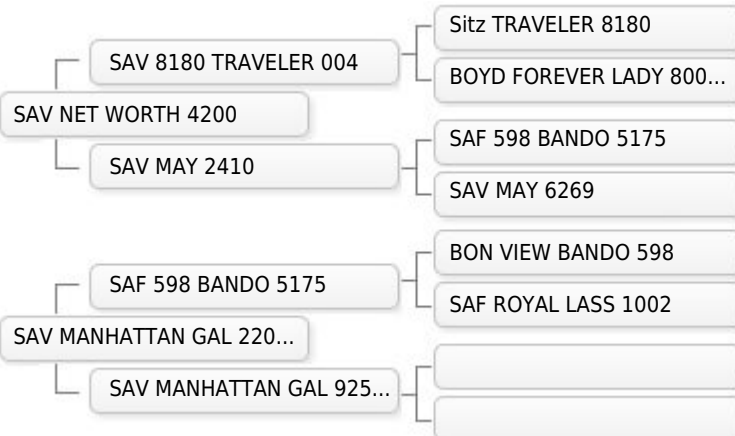 Sitz TRAVELER 8180
SAV 8180 TRAVELER 004
BOYD FOREVER LADY 800...
SAV NET WORTH 4200
SAF 598 BANDO 5175
SAV MAY 2410
SAV MAY 6269
BON VIEW BANDO 598
SAF 598 BANDO 5175
SAF ROYAL LASS 1002
SAV MANHATTAN GAL 220...
SAV MANHATTAN GAL 925...